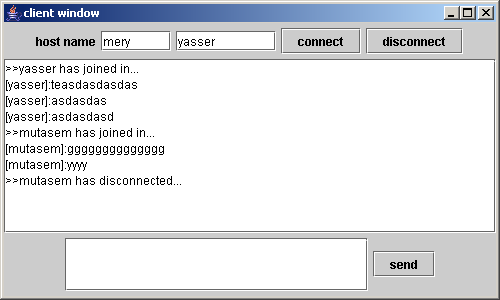 client window
host name mery yasser connect disconnect
>>yasser has joined in...
[yasser]:teasdasdasdas
[yasser]:asdasdas
[yasser]:asdasdasd
>>mutasem has joined in...
[mutasem]:gggggggggggggg
[mutasem]:yyyy
>>mutasem has disconnected...
send